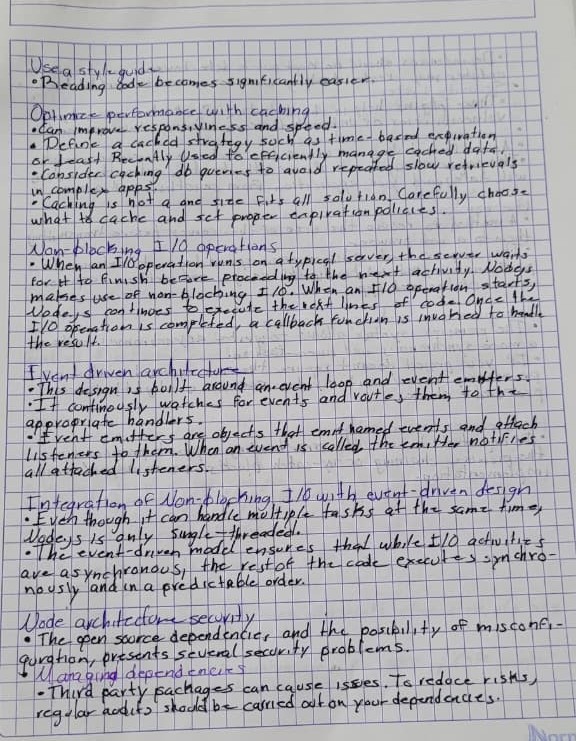 Use a style guide
• Reading code becomes significantly easier.
Optimize performance with caching
• Can improve responsiviness and speed.
• Define a cached strategy such as time-based expiration
or Least Recently Used to efficiently manage cached data.
• Consider caching db queries to avoid repeated slow retrievals
in complex apps.
• Caching is not a one size fits all solution. Carefully choose
what to cache and set proper expiration policies.
Non-blocking I/O operations
• When an I/O operation runs on a typical server, the server waits
for it to finish before proceeding to the next activity. Nodejs
makes use of non-blocking I/O. When an I/O operation starts,
Nodejs continues to execute the next lines of code. Once the
I/O operation is completed, a callback function is invoked to handle
the result.
Event driven architecture
• This design is built around an event loop and event emitters.
• It continously watches for events and routes them to the
appropriate handlers.
• Event emitters are objects that emit named events and attach
listeners to them. When an event is called, the emitter notifies
all attached listeners.
Integration of Non-blocking I/O with event-driven design
• Even though it can handle multiple tasks at the same time,
Nodejs is only single-threaded.
• The event-driven model ensures that while I/O activities
are asynchronous, the rest of the code executes synchro-
nously and in a predictable order.
Node architecture security
• The open source dependencies and the posibility of misconfi-
guration, presents several security problems.
• Managing dependencies
• Third party packages can cause issues. To reduce risks,
regular audits should be carried out on your dependencies.
Norm